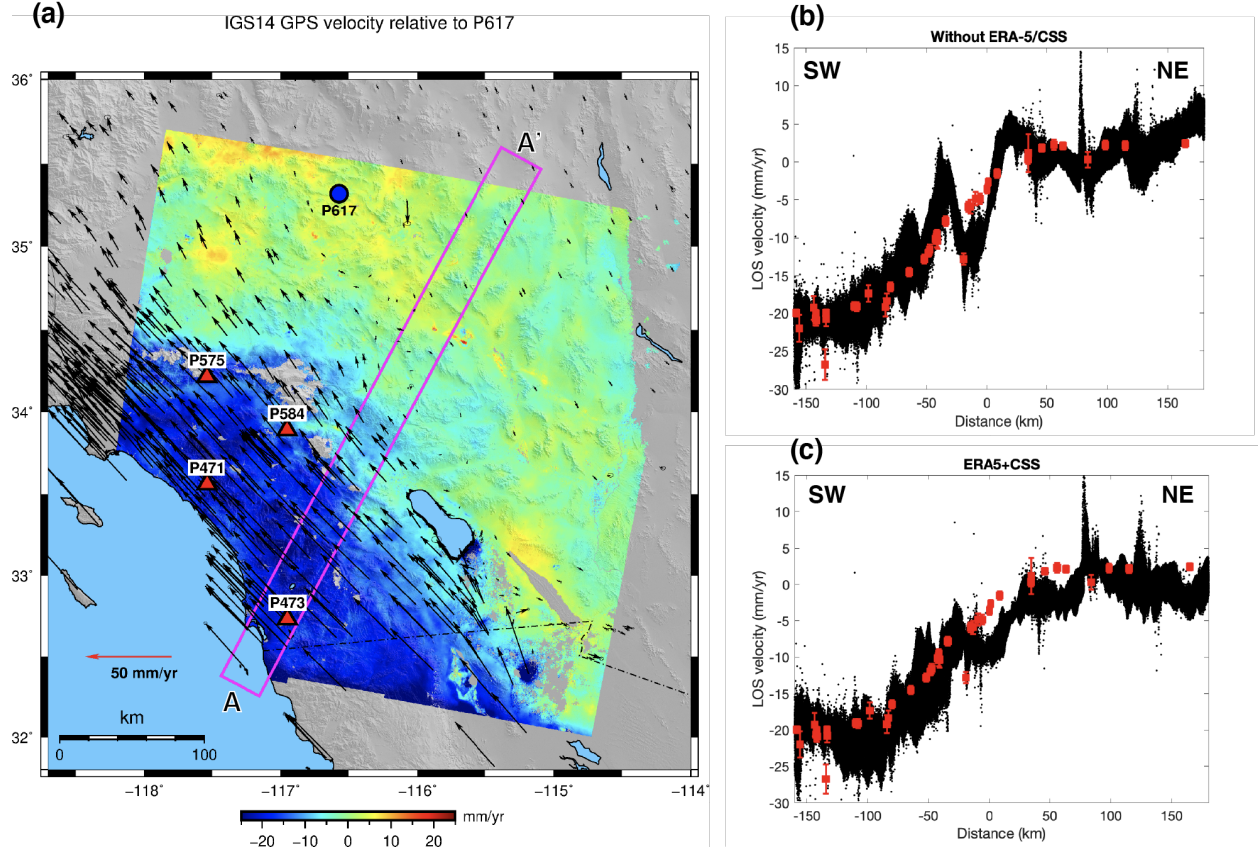 (a)
IGS14 GPS velocity relative to P617
36°
35°
34°
33°
32°
A'
P617
P575
P584
P471
P473
A
50 mm/yr
km
0 100
−118° −117° −116° −115° −114°
−20 −10 0 10 20 mm/yr
(b)
Without ERA-5/CSS
SW NE
15
10
5
0
-5
-10
-15
-20
-25
-30
LOS velocity (mm/yr)
-150 -100 -50 0 50 100 150
Distance (km)
(c)
ERA5+CSS
SW NE
15
10
5
0
-5
-10
-15
-20
-25
-30
LOS velocity (mm/yr)
-150 -100 -50 0 50 100 150
Distance (km)